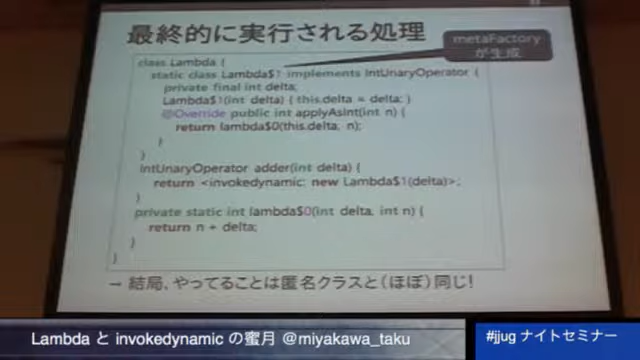 最終的に実行される処理
metaFactory
が生成
class Lambda {
static class Lambda$1 implements IntUnaryOperator {
private final int delta;
Lambda$1(int delta) { this.delta = delta; }
@Override public int applyAsInt(int n) {
return lambda$0(this.delta, n);
}
}
IntUnaryOperator adder(int delta) {
return <invokedynamic: new Lambda$1(delta)>;
}
private static int lambda$0(int delta, int n) {
return n + delta;
}
}
→ 結局、やってることは匿名クラスと(ほぼ)同じ!
Lambda と invokedynamic の蜜月 @miyakawa_taku
#jjug ナイトセミナー